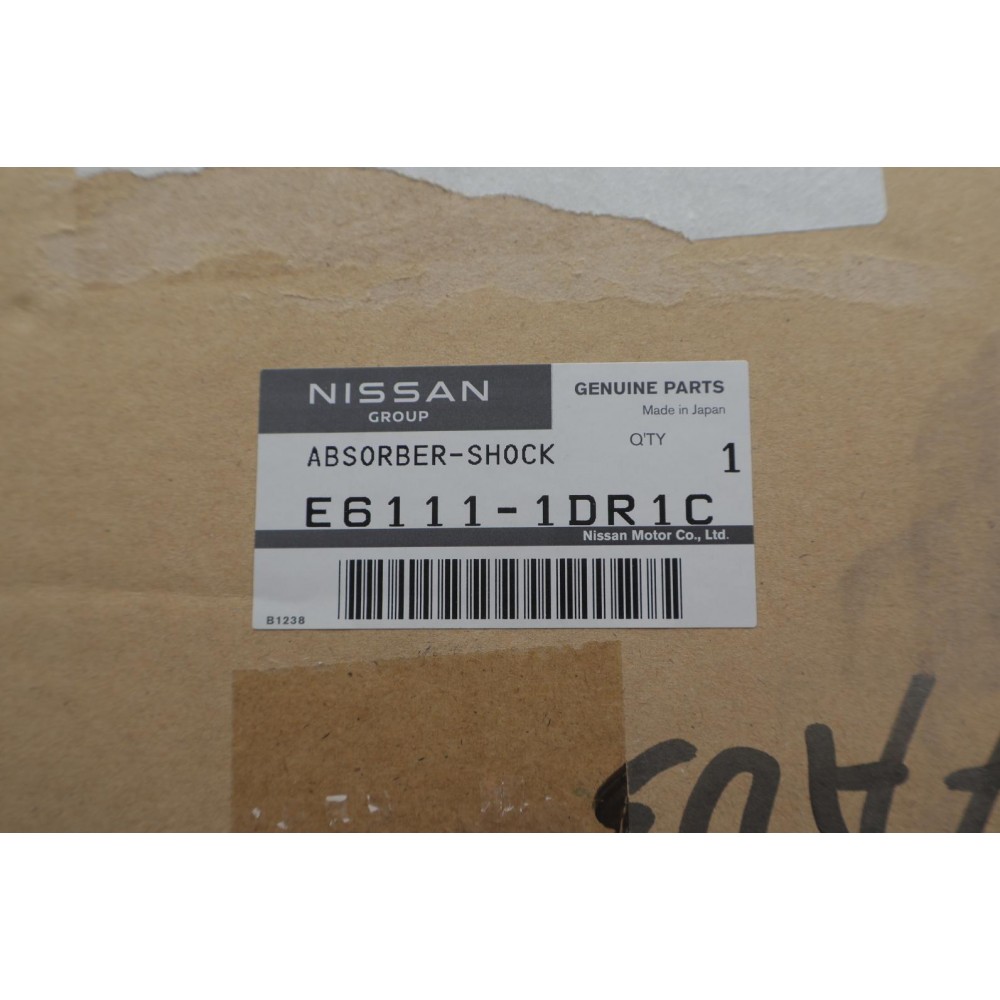 NISSAN
GROUP
GENUINE PARTS
Made in Japan
ABSORBER-SHOCK
Q'TY 1
E6111-1DR1C
Nissan Motor Co., Ltd.
B1238